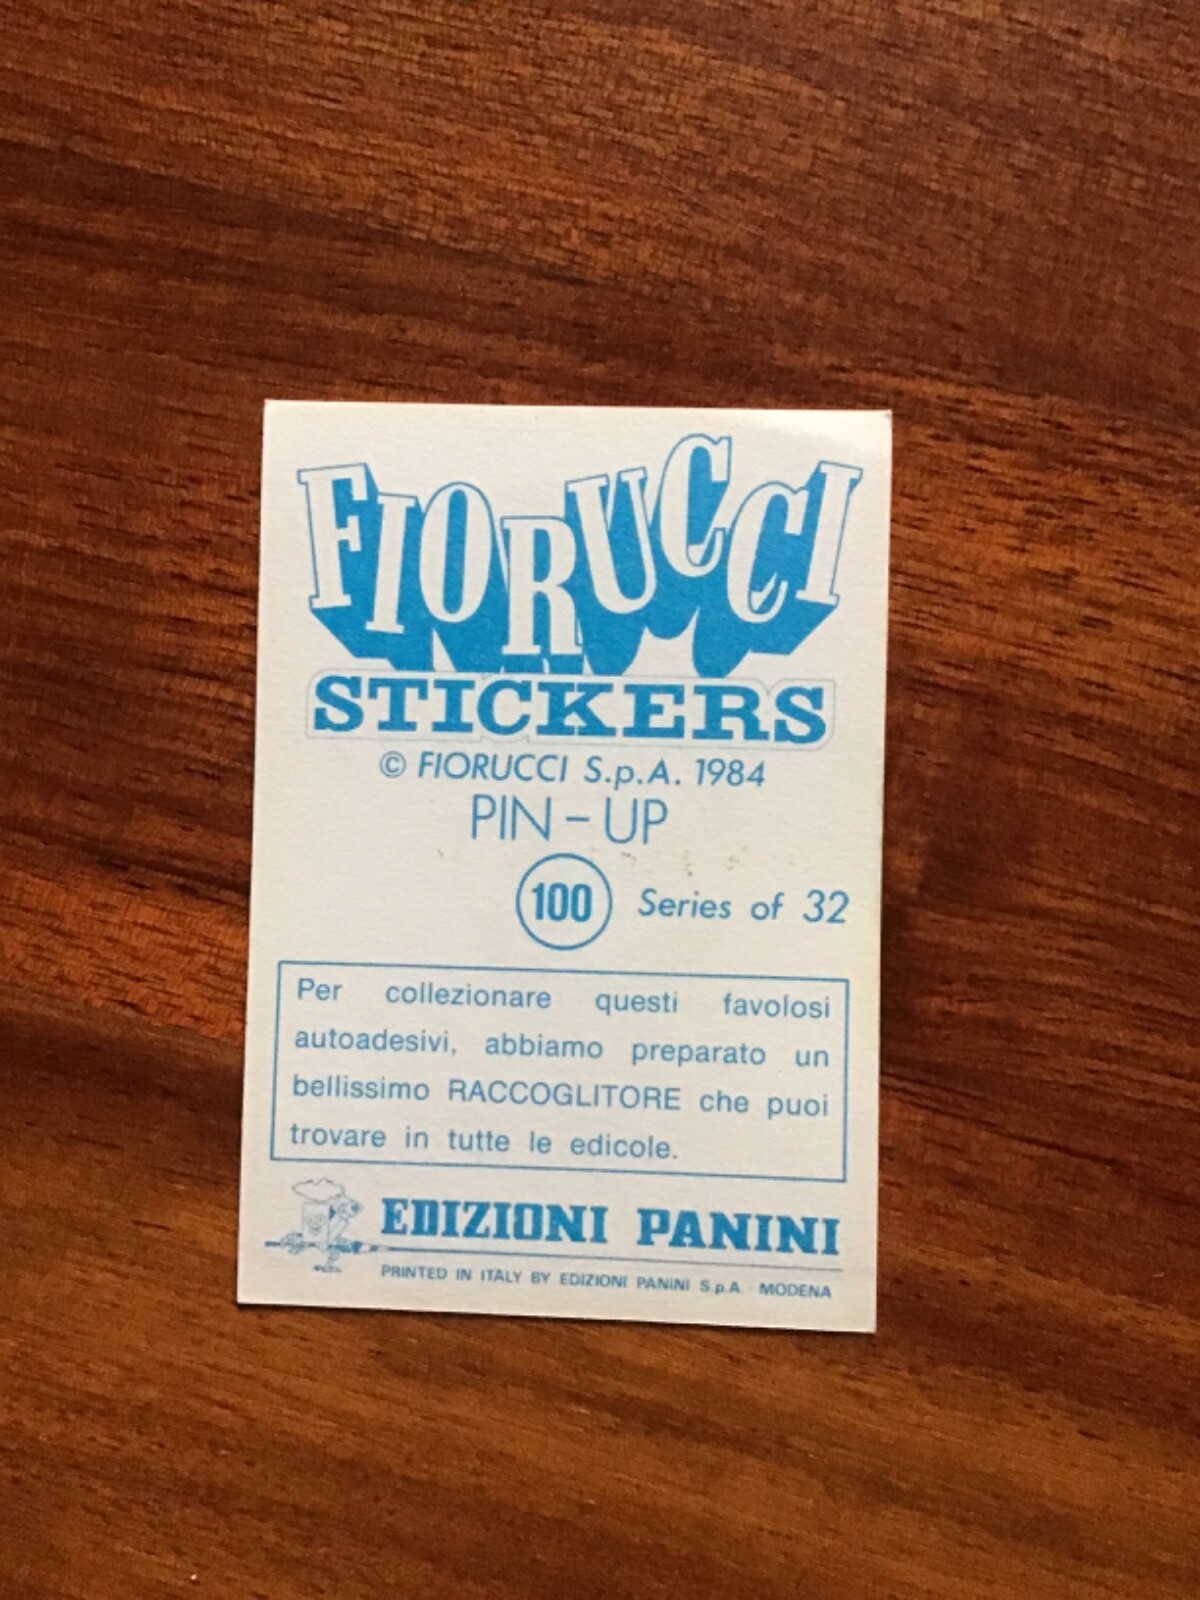 FIORUCCI
STICKERS
© FIORUCCI S.p.A. 1984
PIN-UP
100 Series of 32
Per collezionare questi favolosi
autoadesivi, abbiamo preparato un
bellissimo RACCOGLITORE che puoi
trovare in tutte le edicole.
EDIZIONI PANINI
PRINTED IN ITALY BY EDIZIONI PANINI S.p.A. - MODENA